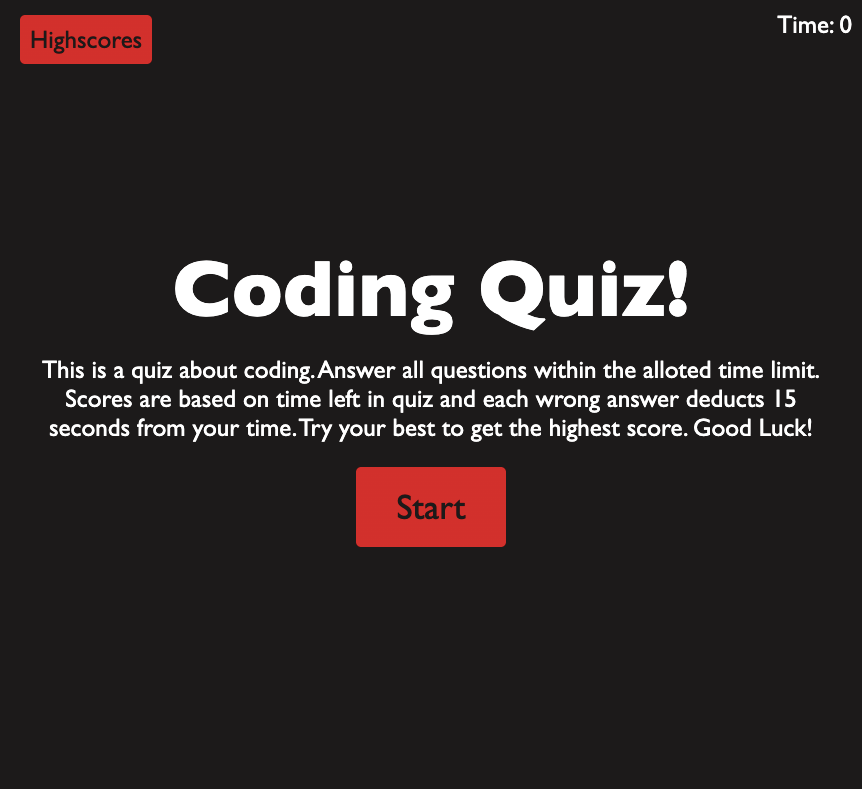 Highscores
Time: 0
Coding Quiz!
This is a quiz about coding. Answer all questions within the alloted time limit.
Scores are based on time left in quiz and each wrong answer deducts 15
seconds from your time. Try your best to get the highest score. Good Luck!
Start